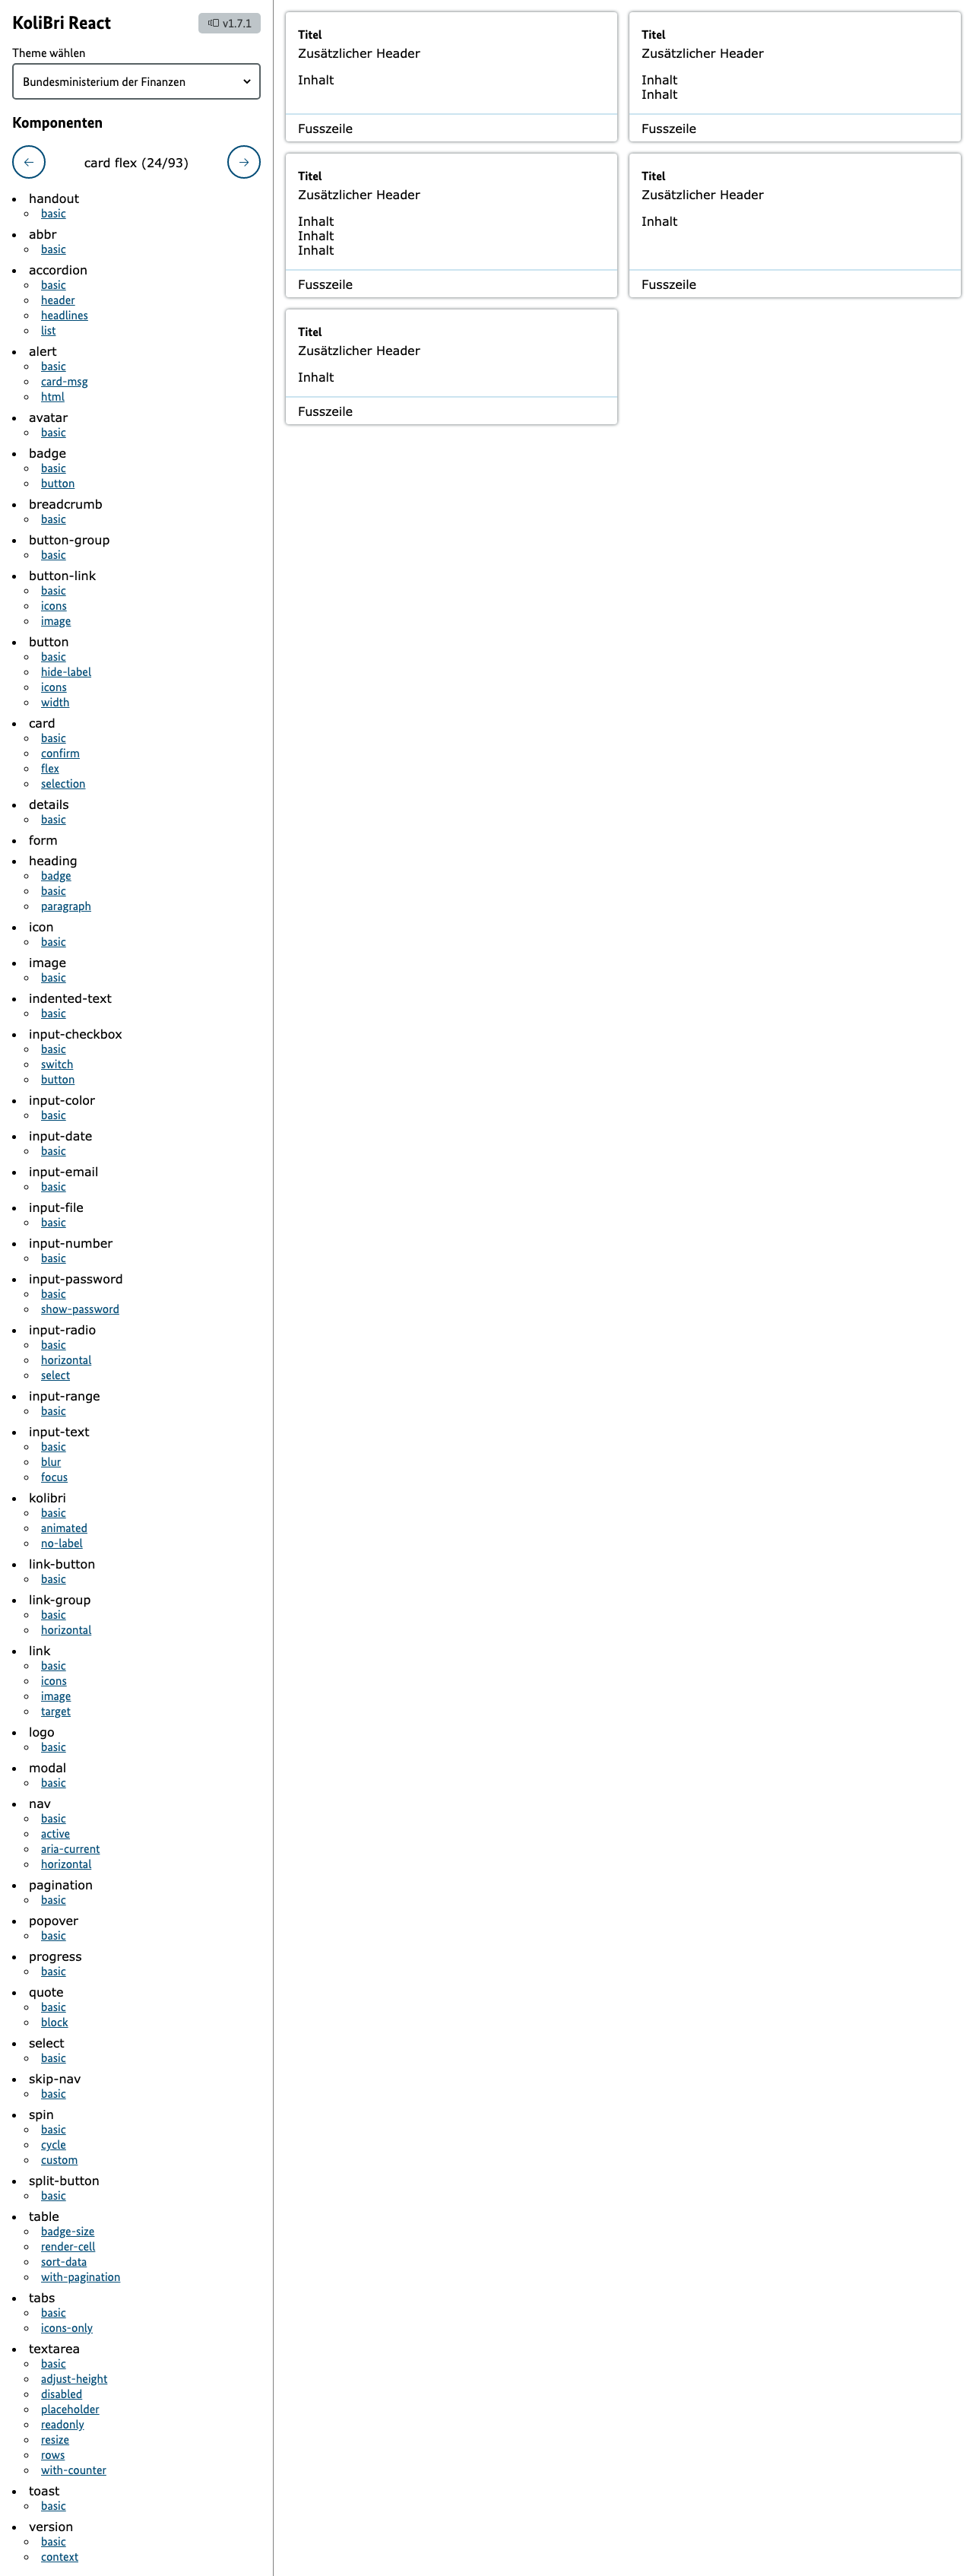 KoliBri React
v1.7.1
Theme wählen
Bundesministerium der Finanzen
Komponenten
card flex (24/93)
handout
basic
abbr
basic
accordion
basic
header
headlines
list
alert
basic
card-msg
html
avatar
basic
badge
basic
button
breadcrumb
basic
button-group
basic
button-link
basic
icons
image
button
basic
hide-label
icons
width
card
basic
confirm
flex
selection
details
basic
form
heading
badge
basic
paragraph
icon
basic
image
basic
indented-text
basic
input-checkbox
basic
switch
button
input-color
basic
input-date
basic
input-email
basic
input-file
basic
input-number
basic
input-password
basic
show-password
input-radio
basic
horizontal
select
input-range
basic
input-text
basic
blur
focus
kolibri
basic
animated
no-label
link-button
basic
link-group
basic
horizontal
link
basic
icons
image
target
logo
basic
modal
basic
nav
basic
active
aria-current
horizontal
pagination
basic
popover
basic
progress
basic
quote
basic
block
select
basic
skip-nav
basic
spin
basic
cycle
custom
split-button
basic
table
badge-size
render-cell
sort-data
with-pagination
tabs
basic
icons-only
textarea
basic
adjust-height
disabled
placeholder
readonly
resize
rows
with-counter
toast
basic
version
basic
context
Titel
Zusätzlicher Header
Inhalt
Fusszeile
Titel
Zusätzlicher Header
Inhalt
Inhalt
Fusszeile
Titel
Zusätzlicher Header
Inhalt
Inhalt
Inhalt
Fusszeile
Titel
Zusätzlicher Header
Inhalt
Fusszeile
Titel
Zusätzlicher Header
Inhalt
Fusszeile